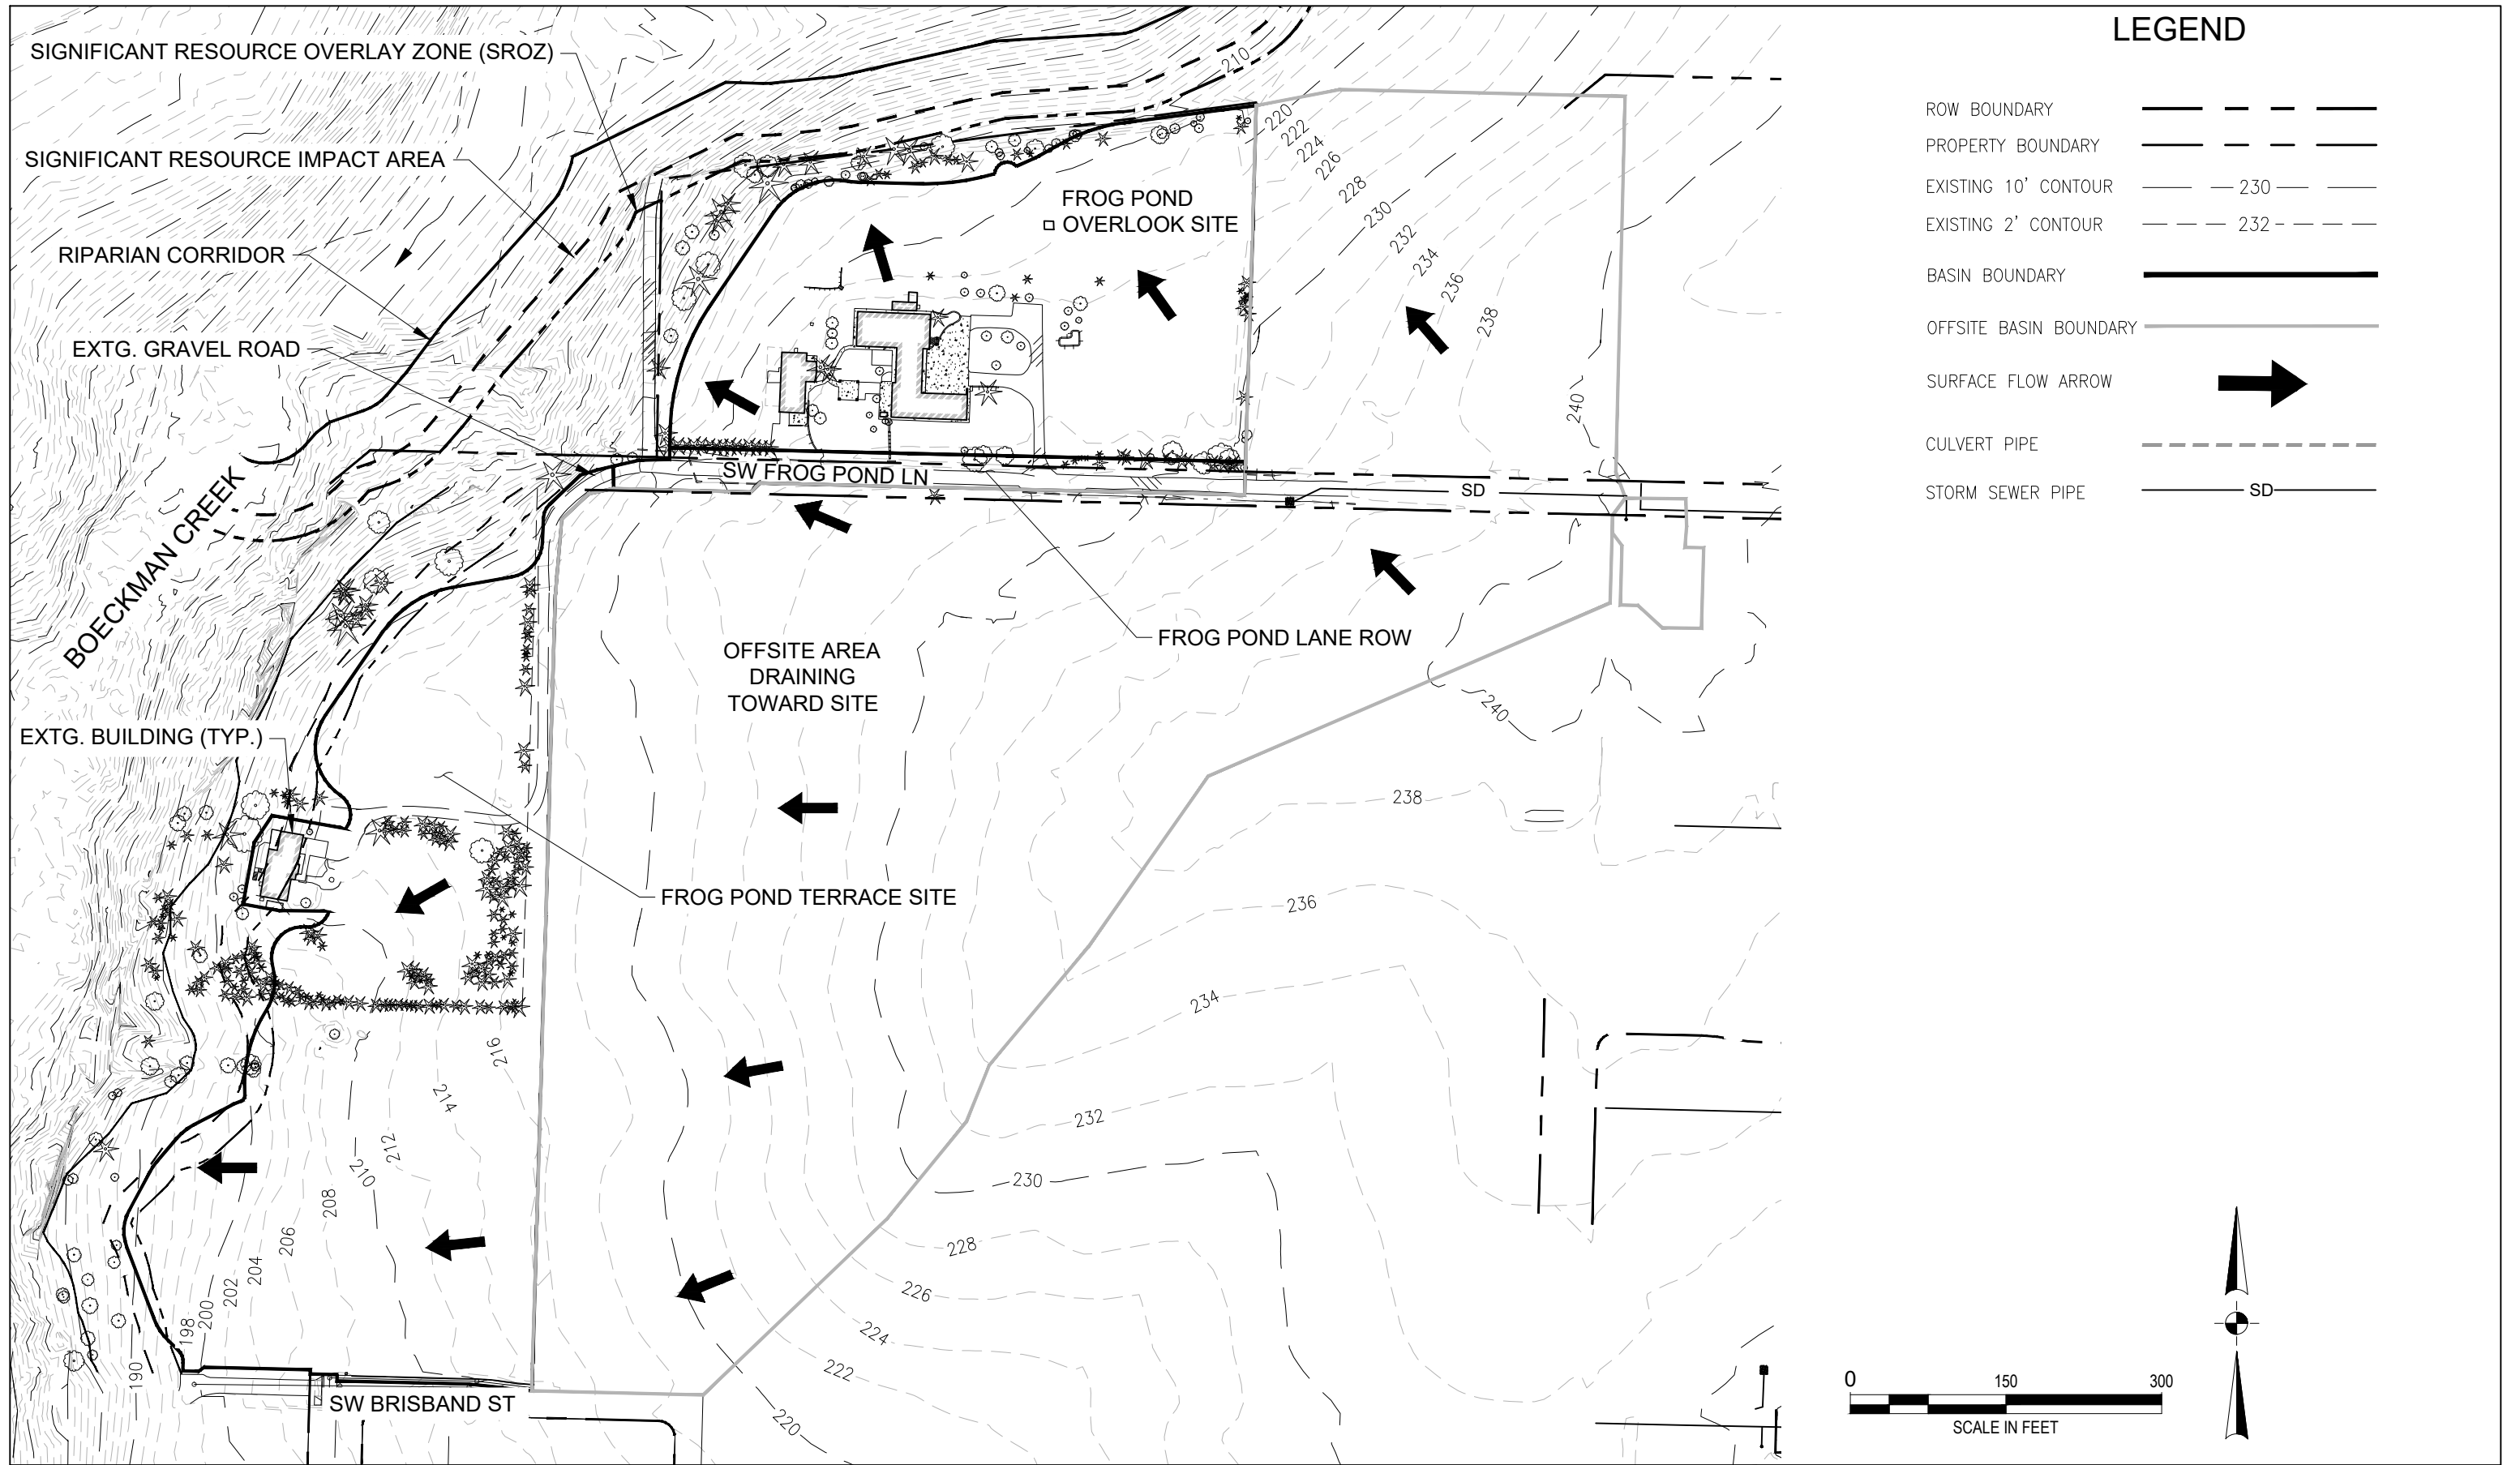 LEGEND
SIGNIFICANT RESOURCE OVERLAY ZONE (SROZ)
210
ROW BOUNDARY
PROPERTY BOUNDARY
EXISTING 10' CONTOUR
230
EXISTING 2' CONTOUR
232
BASIN BOUNDARY
OFFSITE BASIN BOUNDARY
SURFACE FLOW ARROW
CULVERT PIPE
STORM SEWER PIPE
SD
SIGNIFICANT RESOURCE IMPACT AREA
RIPARIAN CORRIDOR
EXTG. GRAVEL ROAD
220
222
224
226
228
230
232
234
236
238
240
FROG POND
OVERLOOK SITE
SW FROG POND LN
SD
BOECKMAN CREEK
FROG POND LANE ROW
OFFSITE AREA
DRAINING
TOWARD SITE
240
EXTG. BUILDING (TYP.)
238
FROG POND TERRACE SITE
236
234
232
230
228
226
224
222
220
216
214
212
210
208
206
204
202
200
198
190
SW BRISBAND ST
0
150
300
SCALE IN FEET